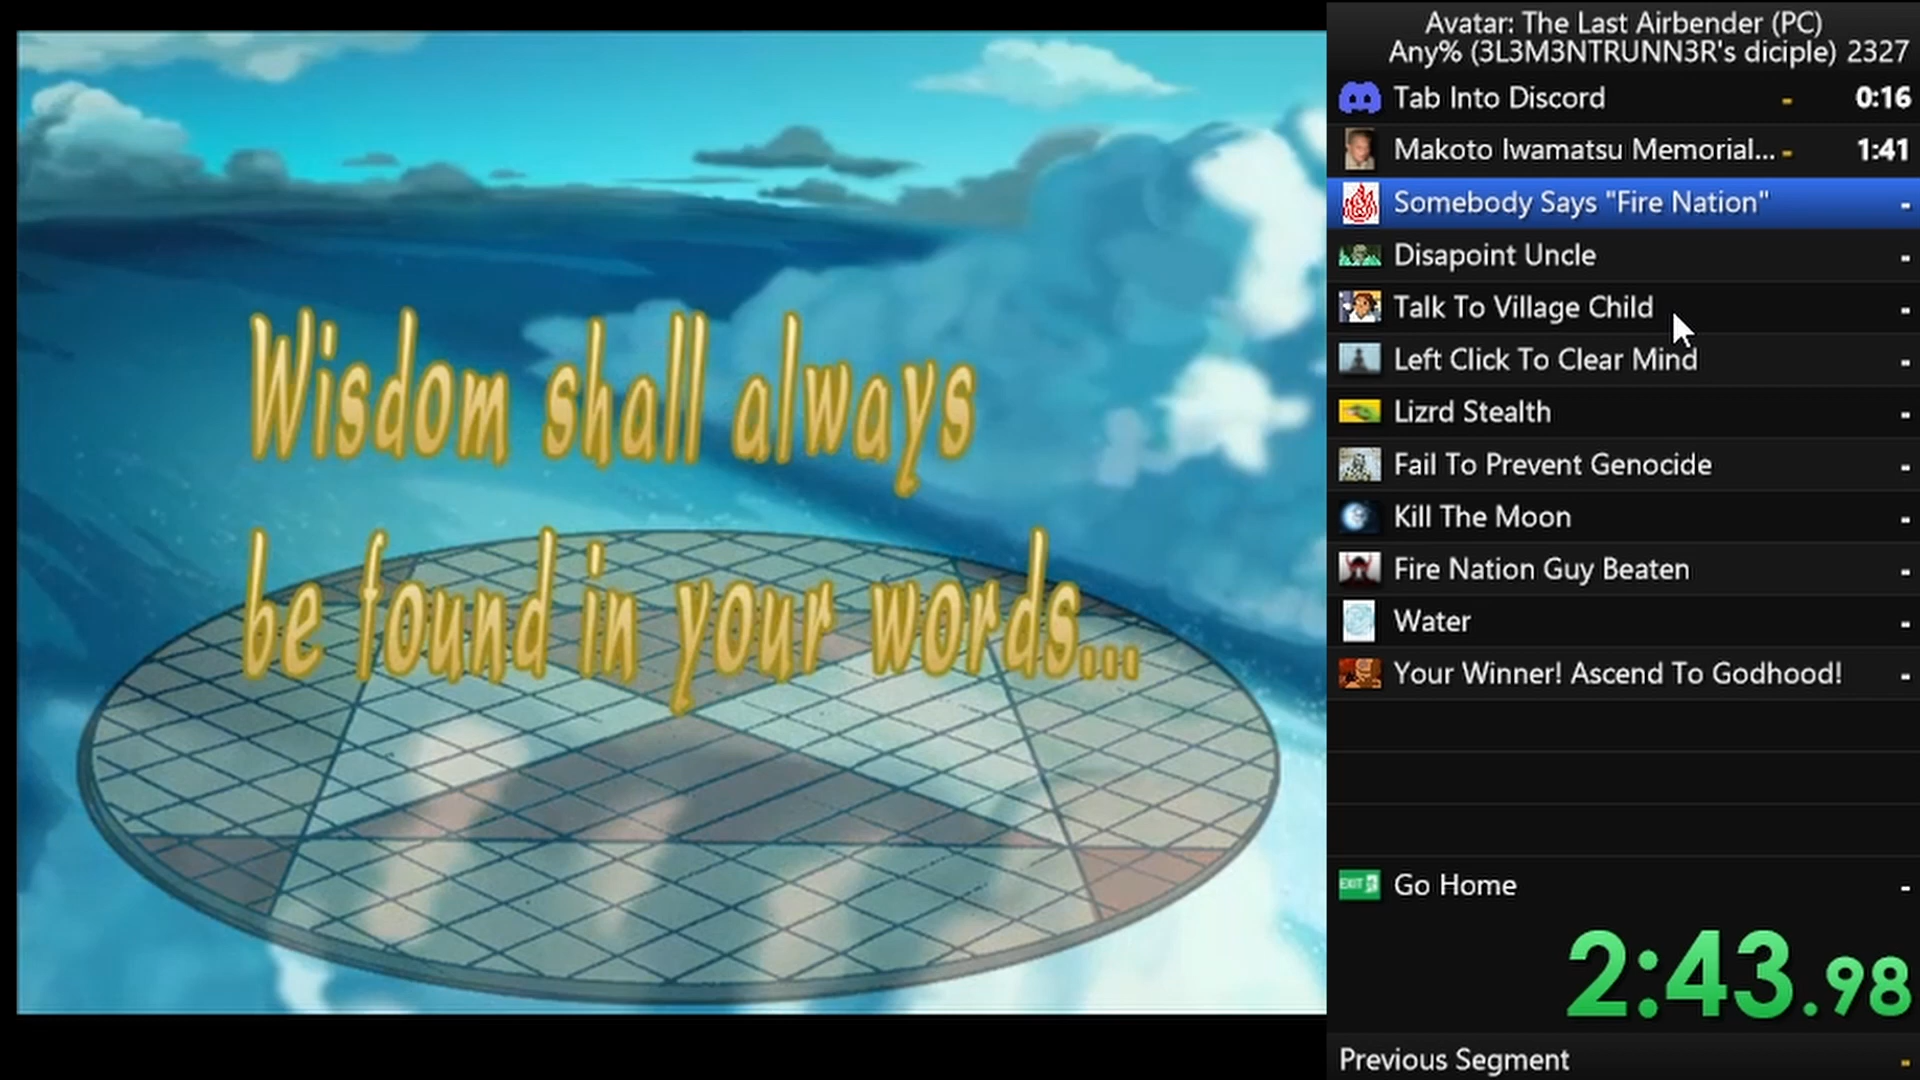 Wisdom shall always
be found in your words...
Avatar: The Last Airbender (PC)
Any% (3L3M3NTRUNN3R's diciple) 2327
Tab Into Discord - 0:16
Makoto Iwamatsu Memorial... - 1:41
Somebody Says "Fire Nation" -
Disapoint Uncle -
Talk To Village Child -
Left Click To Clear Mind -
Lizrd Stealth -
Fail To Prevent Genocide -
Kill The Moon -
Fire Nation Guy Beaten -
Water -
Your Winner! Ascend To Godhood! -
EXIT Go Home -
2:43.98
Previous Segment -